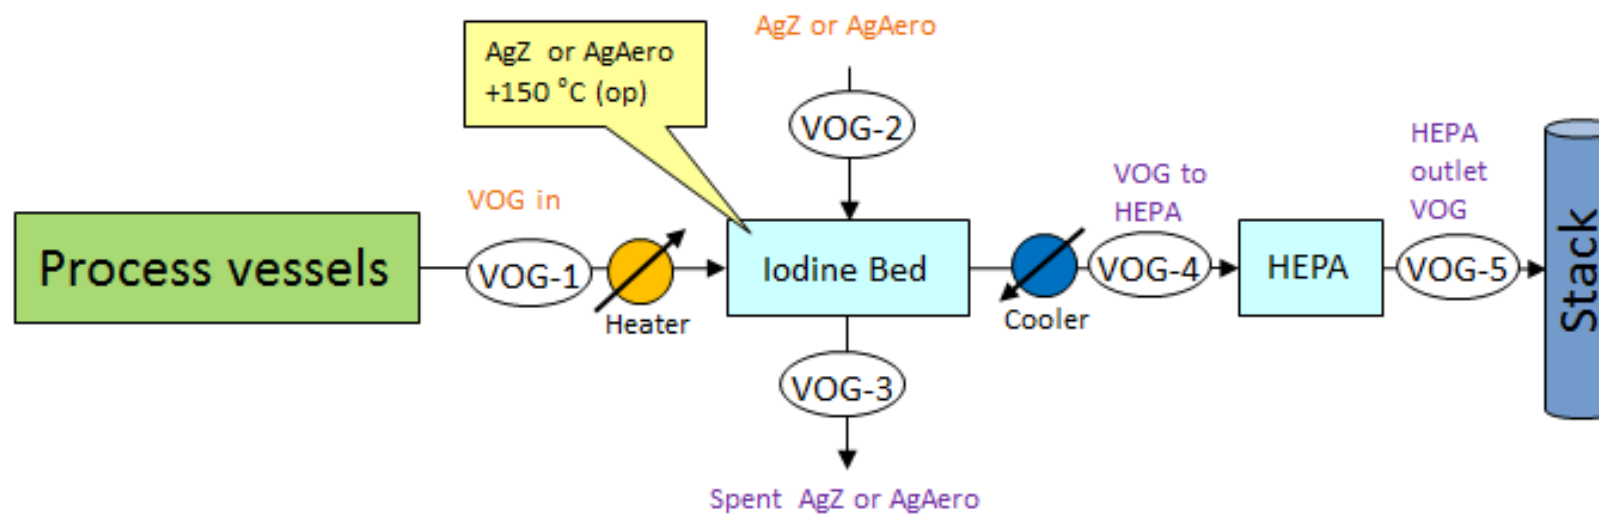 AgZ or AgAero
AgZ  or AgAero
+150 °C (op)
VOG-2
HEPA
outlet
VOG
VOG to
HEPA
VOG in
Process vessels
VOG-1
Heater
Iodine Bed
Cooler
VOG-4
HEPA
VOG-5
Stack
VOG-3
Spent  AgZ or AgAero